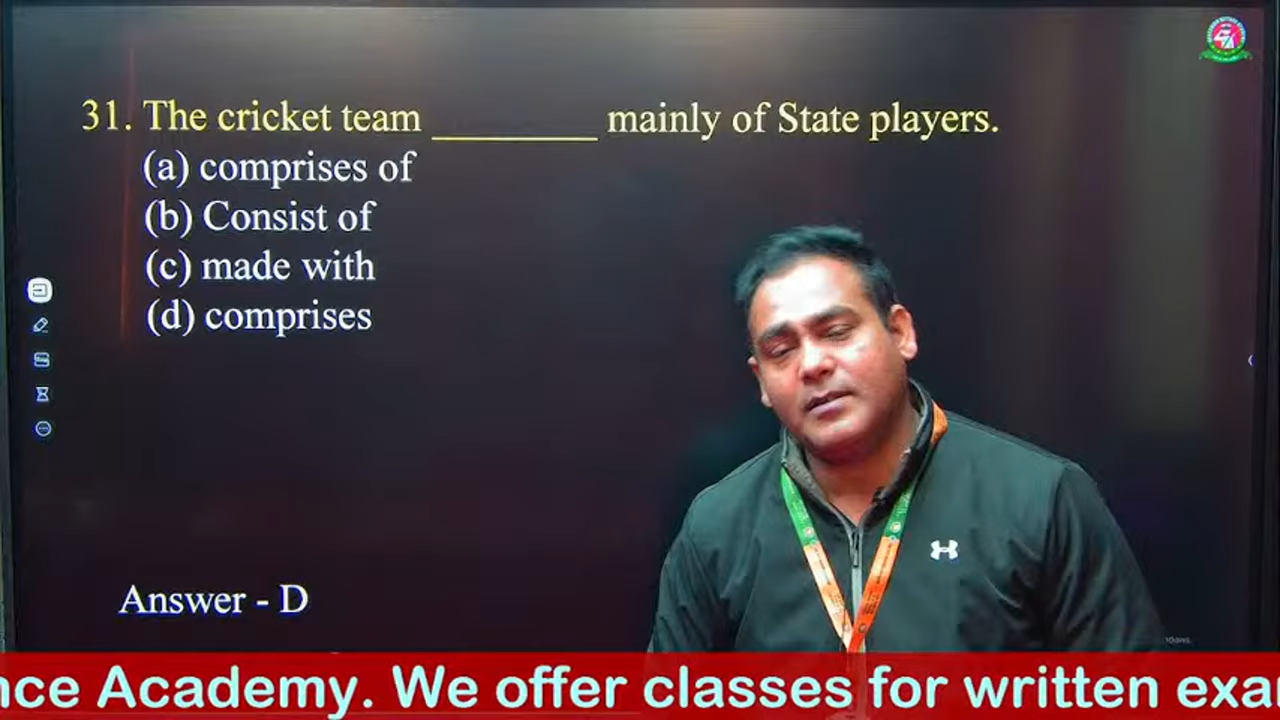 31. The cricket team ________ mainly of State players.
(a) comprises of
(b) Consist of
(c) made with
(d) comprises
Answer - D
nce Academy. We offer classes for written exa